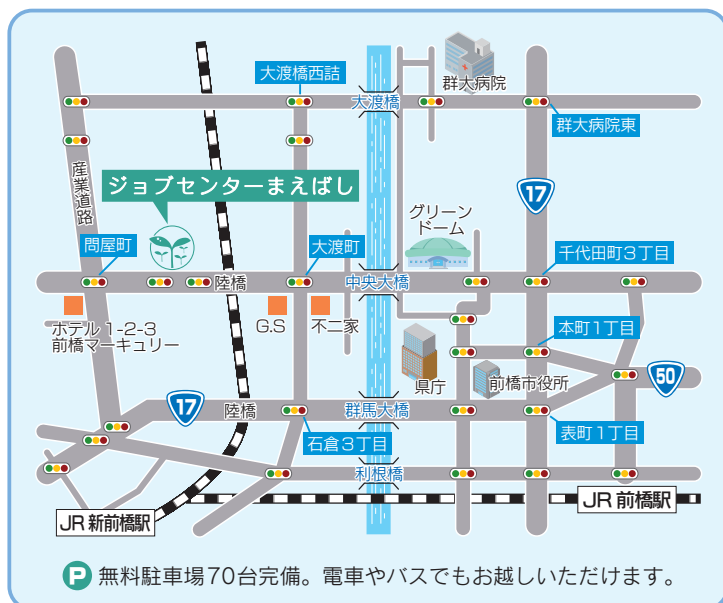 大渡橋西詰
群大病院
大渡橋
群大病院東
産業道路
ジョブセンターまえばし
17
グリーン
ドーム
問屋町
大渡町
千代田町3丁目
陸橋
中央大橋
ホテル1-2-3
前橋マーキュリー
G.S
不二家
本町1丁目
県庁
前橋市役所
50
17
陸橋
群馬大橋
石倉3丁目
表町1丁目
利根橋
JR 新前橋駅
JR 前橋駅
P 無料駐車場70台完備。電車やバスでもお越しいただけます。